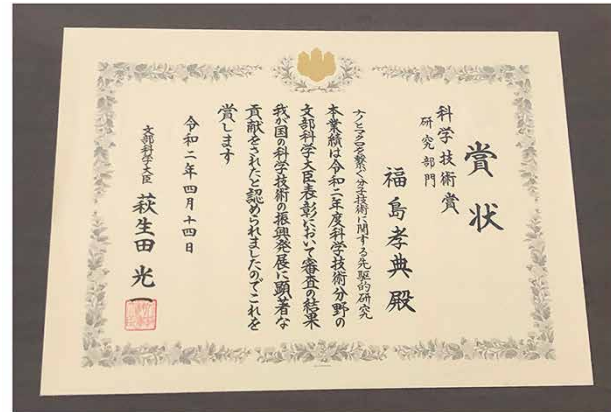 賞状
科学技術賞
研究部門
福島孝典殿
ナノとマクロを繋ぐ分子技術に関する先駆的研究
本業績は令和二年度科学技術分野の
文部科学大臣表彰において審査の結果
我が国の科学技術の振興発展に顕著な
貢献をされたと認められましたのでこれを
賞します
令和二年四月十四日
文部科学大臣 萩生田光一